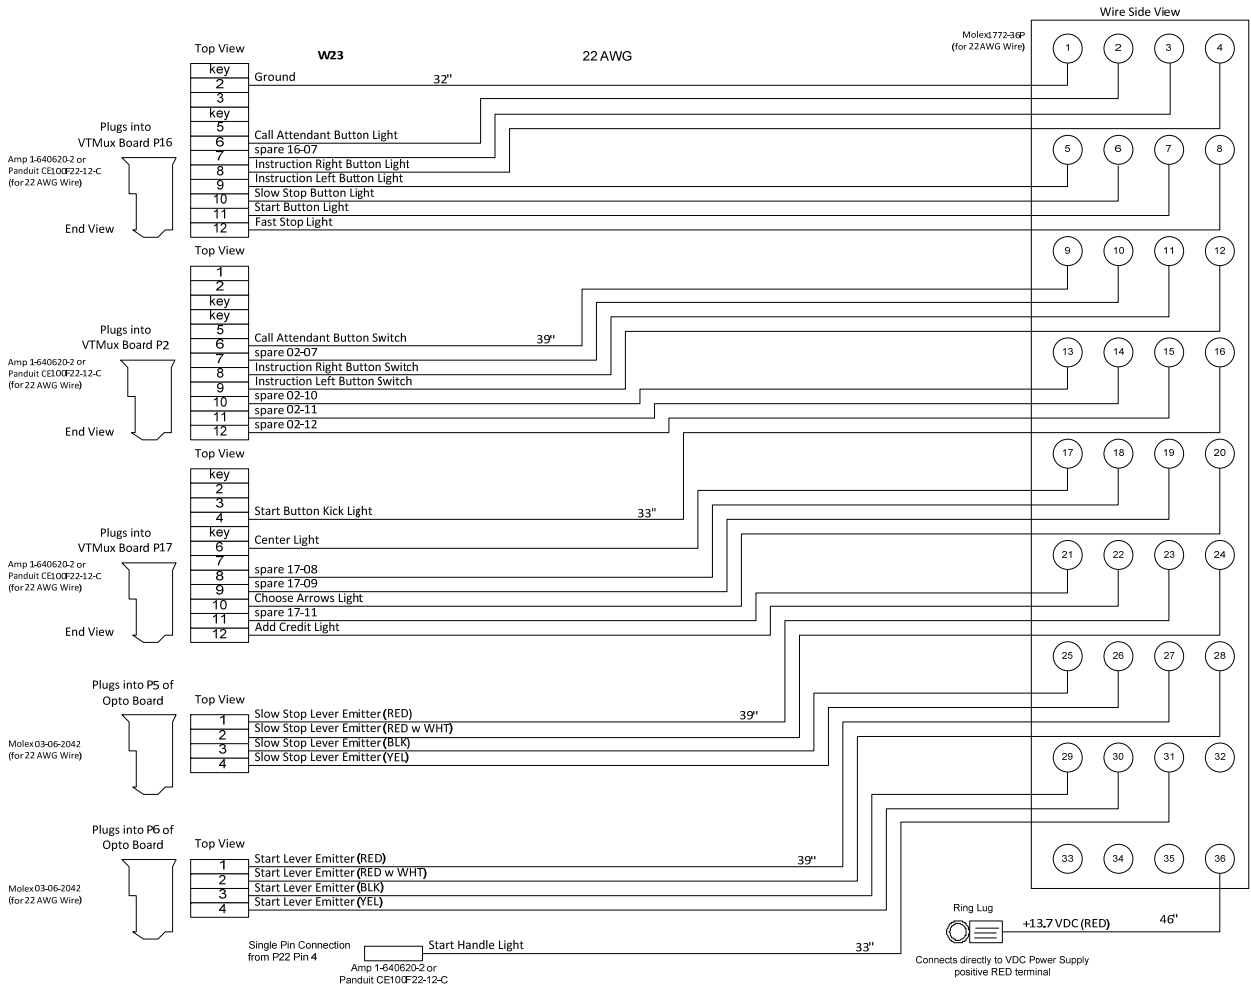 Wire Side View
Molex1772-36P
(for 22AWG Wire)
W23
22 AWG
1 2 3 4
5 6 7 8
9 10 11 12
13 14 15 16
17 18 19 20
21 22 23 24
25 26 27 28
29 30 31 32
33 34 35 36
Top View
Plugs into
VTMux Board P16
Amp 1-640620-2 or
Panduit CE100F22-12-C
(for 22 AWG Wire)
End View
key
2 Ground 32"
3
key
5
6 Call Attendant Button Light
7 spare 16-07
8 Instruction Right Button Light
9 Instruction Left Button Light
10 Slow Stop Button Light
11 Start Button Light
12 Fast Stop Light
Top View
Plugs into
VTMux Board P2
Amp 1-640620-2 or
Panduit CE100F22-12-C
(for 22 AWG Wire)
End View
1
2
key
key
5
6 Call Attendant Button Switch 39"
7 spare 02-07
8 Instruction Right Button Switch
9 Instruction Left Button Switch
10 spare 02-10
11 spare 02-11
12 spare 02-12
Top View
Plugs into
VTMux Board P17
Amp 1-640620-2 or
Panduit CE100F22-12-C
(for 22 AWG Wire)
End View
key
2
3
4 Start Button Kick Light 33"
key
6 Center Light
7
8 spare 17-08
9 spare 17-09
10 Choose Arrows Light
11 spare 17-11
12 Add Credit Light
Plugs into P5 of
Opto Board
Top View
Molex 03-06-2042
(for 22 AWG Wire)
1 Slow Stop Lever Emitter (RED) 39"
2 Slow Stop Lever Emitter (RED w WHT)
3 Slow Stop Lever Emitter (BLK)
4 Slow Stop Lever Emitter (YEL)
Plugs into P6 of
Opto Board
Top View
Molex 03-06-2042
(for 22 AWG Wire)
1 Start Lever Emitter (RED) 39"
2 Start Lever Emitter (RED w WHT)
3 Start Lever Emitter (BLK)
4 Start Lever Emitter (YEL)
Single Pin Connection
from P22 Pin 4
Start Handle Light 33"
Amp 1-640620-2 or
Panduit CE100F22-12-C
Ring Lug
+13.7 VDC (RED) 46"
Connects directly to VDC Power Supply
positive RED terminal